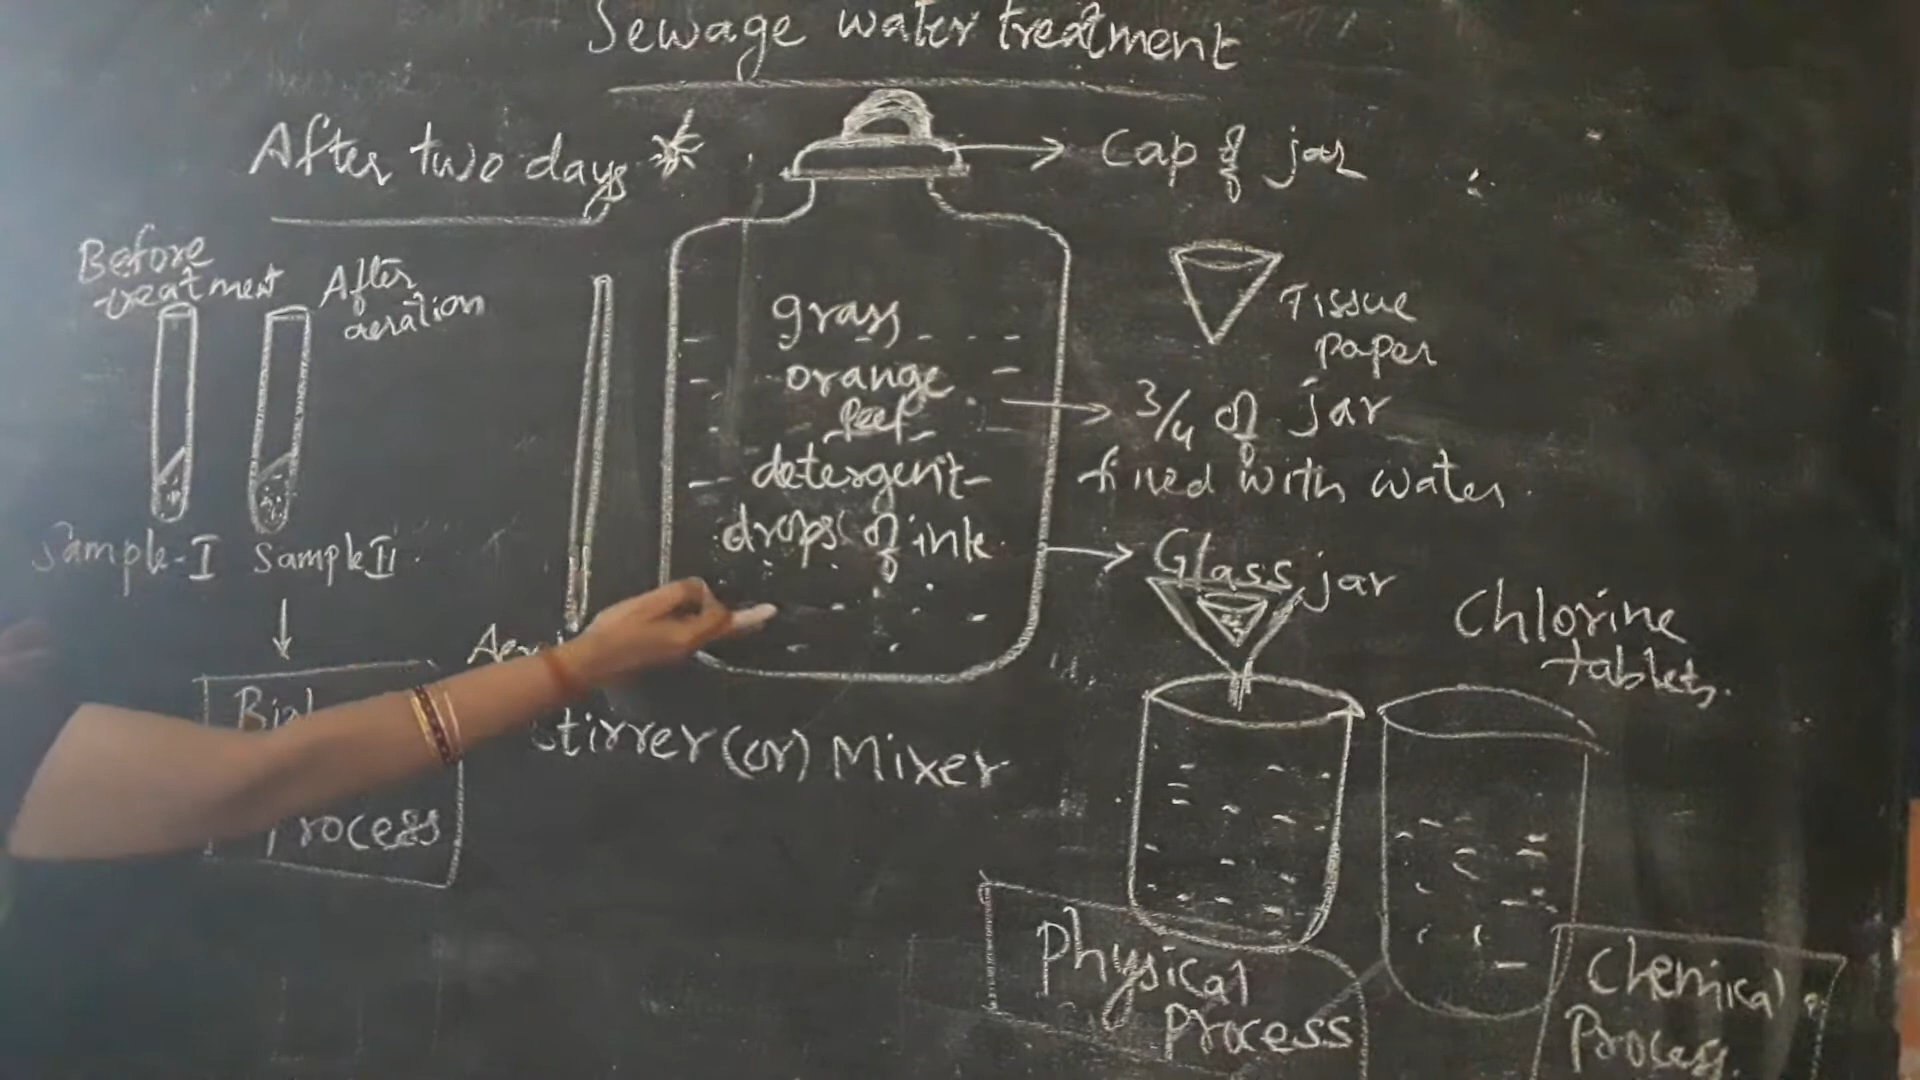 Sewage water treatment
After two days
Cap of jar
Before
treatment
After
aeration
Tissue
paper
grass
orange
Peel
detergent
drops of ink
3/4 of jar
filled with water
Glass jar
Sample-I
Sample II
Chlorine
tablets.
Stirrer (or) Mixer
Process
Physical
Process
Chemical
Process